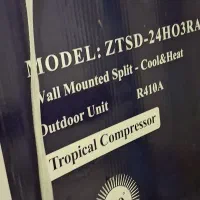 MODEL: ZTSD-24HO3RA
Wall Mounted Split - Cool&Heat
Outdoor Unit R410A
Tropical Compressor